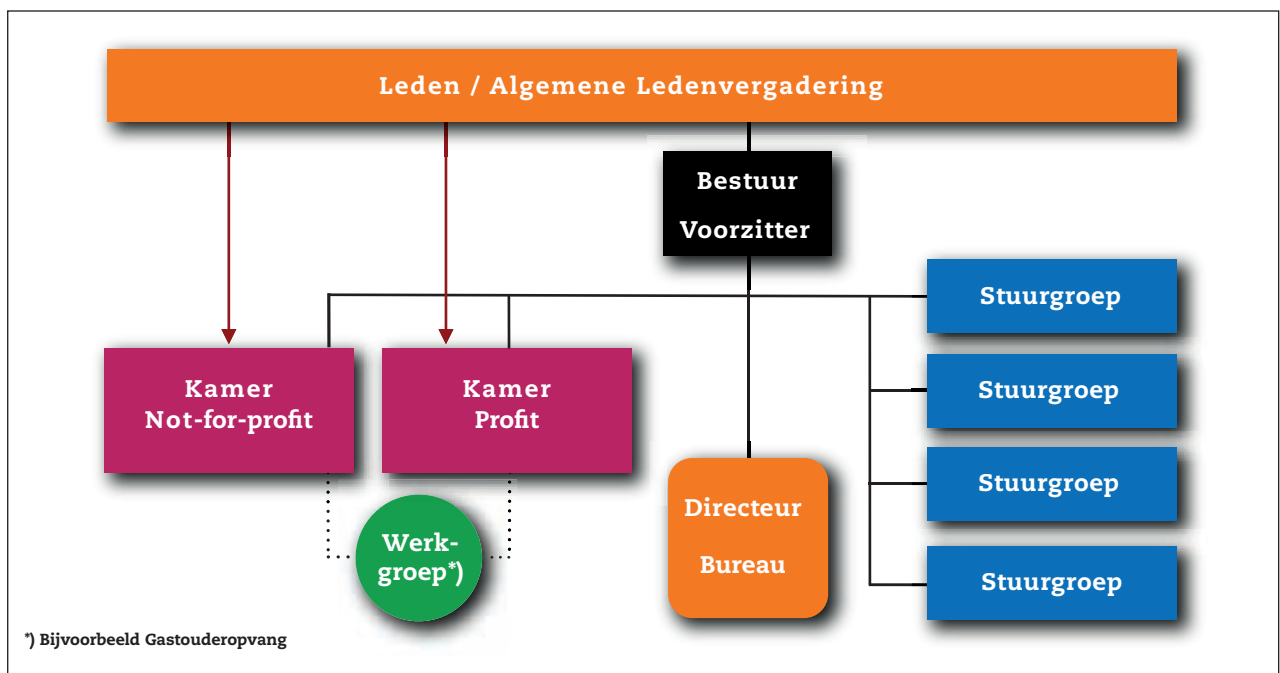 Leden / Algemene Ledenvergadering
Bestuur
Voorzitter
Stuurgroep
Kamer
Not-for-profit
Kamer
Profit
Stuurgroep
Stuurgroep
Directeur
Bureau
Werk-
groep*)
Stuurgroep
*) Bijvoorbeeld Gastouderopvang